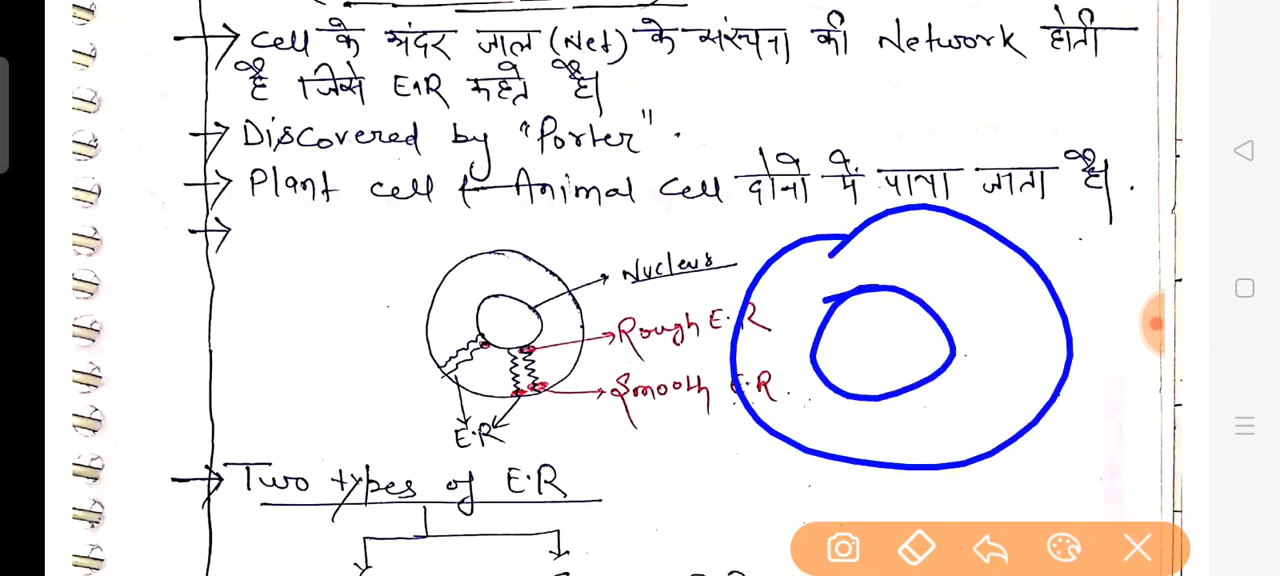 → Cell के अंदर जाल (Net) के संरचना की Network होती
है जिसे E.R कहते है।
→ Discovered by "Porter".
→ Plant cell & Animal cell दोनो में पाया जाता है।
→
Nucleus
Rough E.R
Smooth E.R.
E.R
→ Two types of E.R